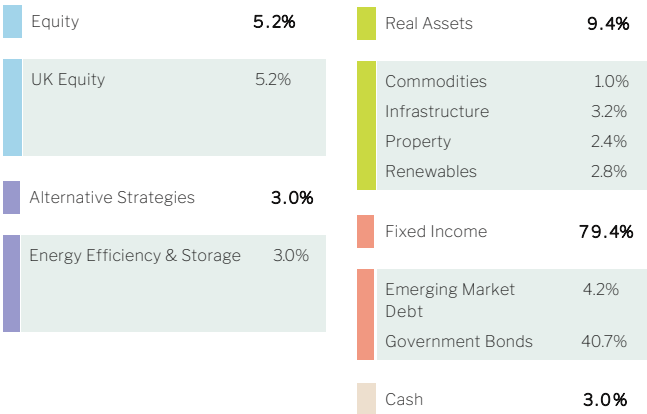 Equity 5.2%
UK Equity 5.2%
Alternative Strategies 3.0%
Energy Efficiency & Storage 3.0%
Real Assets 9.4%
Commodities 1.0%
Infrastructure 3.2%
Property 2.4%
Renewables 2.8%
Fixed Income 79.4%
Emerging Market 4.2%
Debt
Government Bonds 40.7%
Cash 3.0%